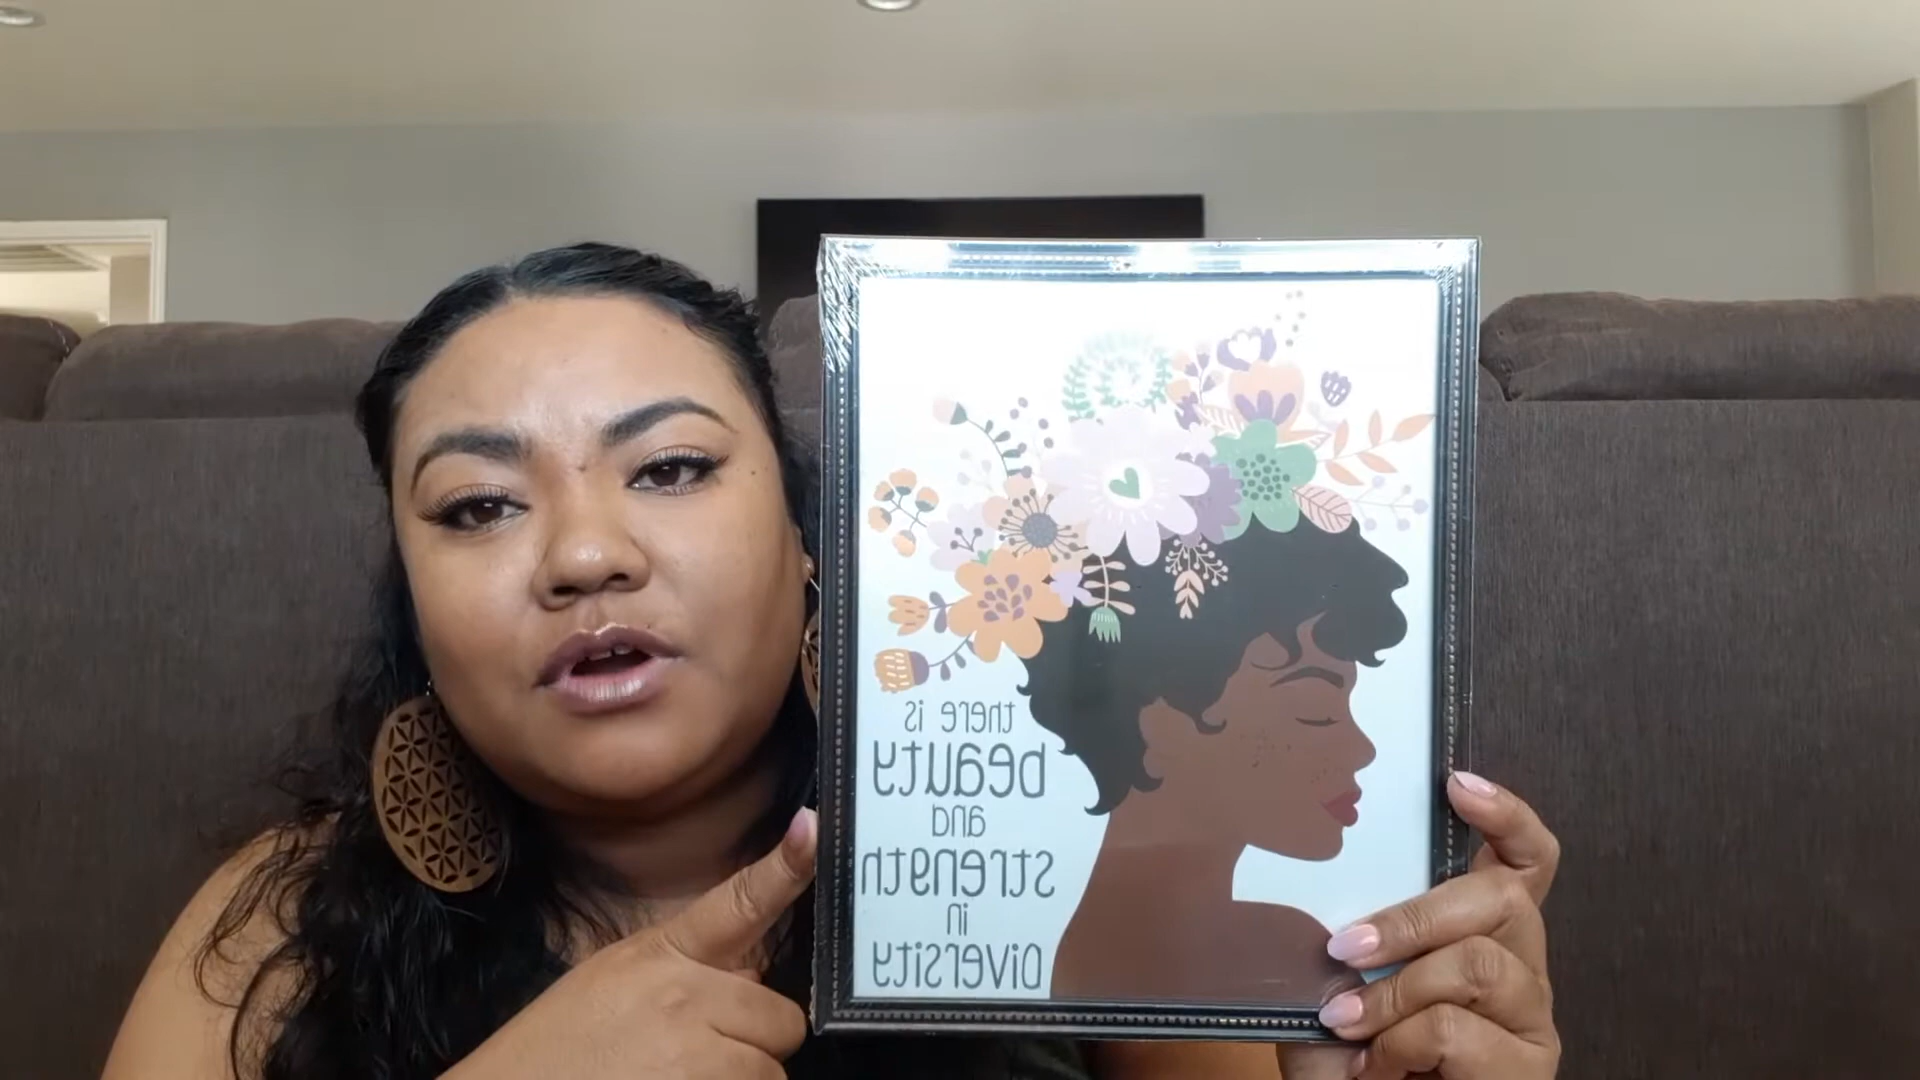 there is
beauty
and
strength
in
Diversity